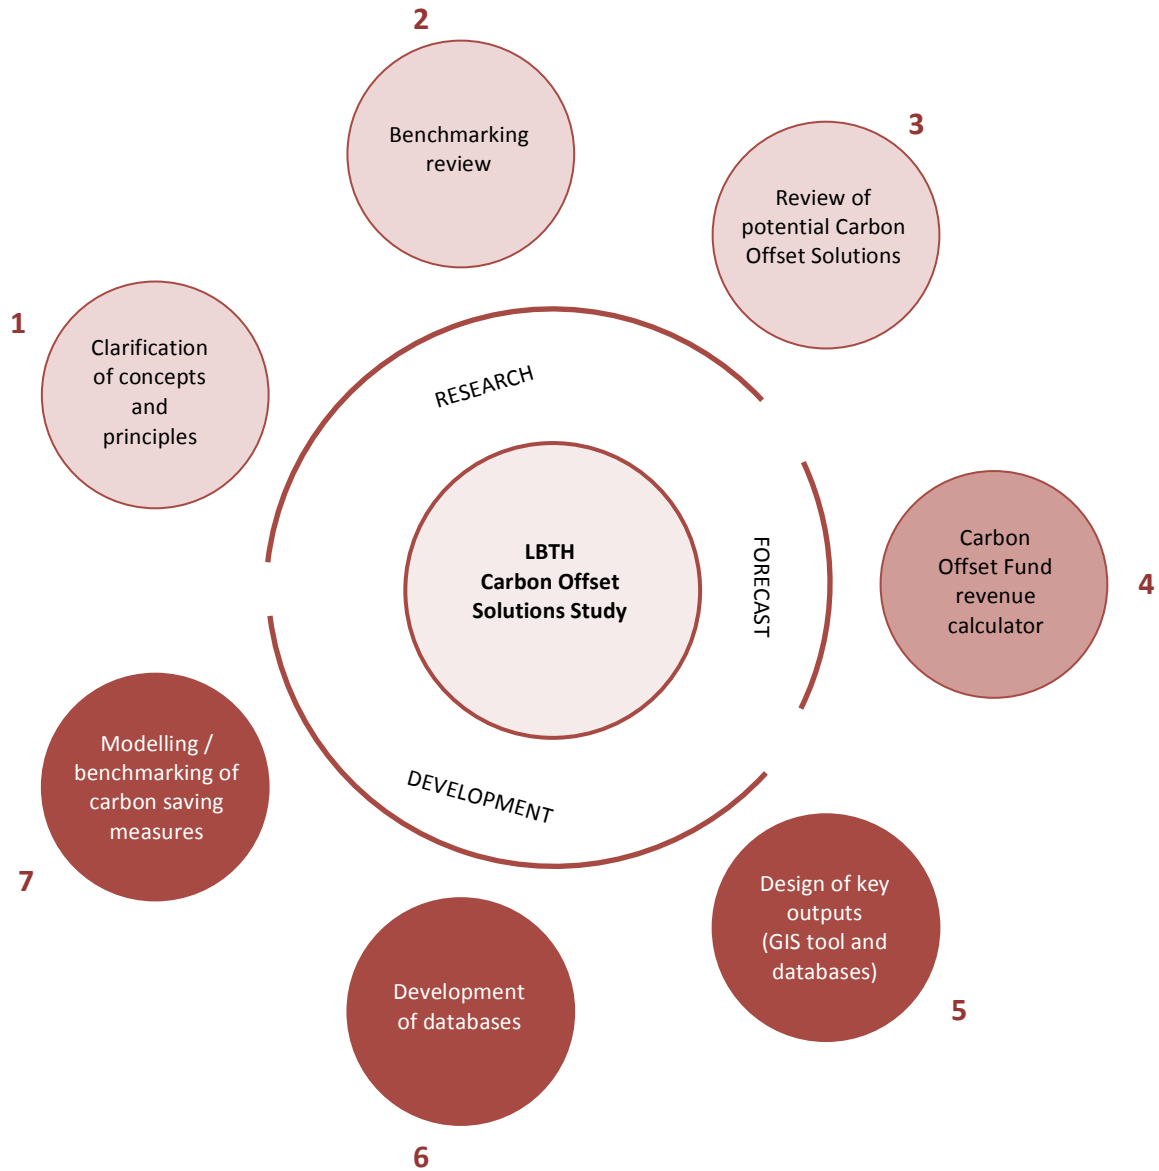 2
Benchmarking
review
3
Review of
potential Carbon
Offset Solutions
1
Clarification
of concepts
and
principles
RESEARCH
LBTH
Carbon Offset
Solutions Study
FORECAST
Carbon
Offset Fund
revenue
calculator
4
DEVELOPMENT
Modelling /
benchmarking of
carbon saving
measures
7
Design of key
outputs
(GIS tool and
databases)
5
Development
of databases
6